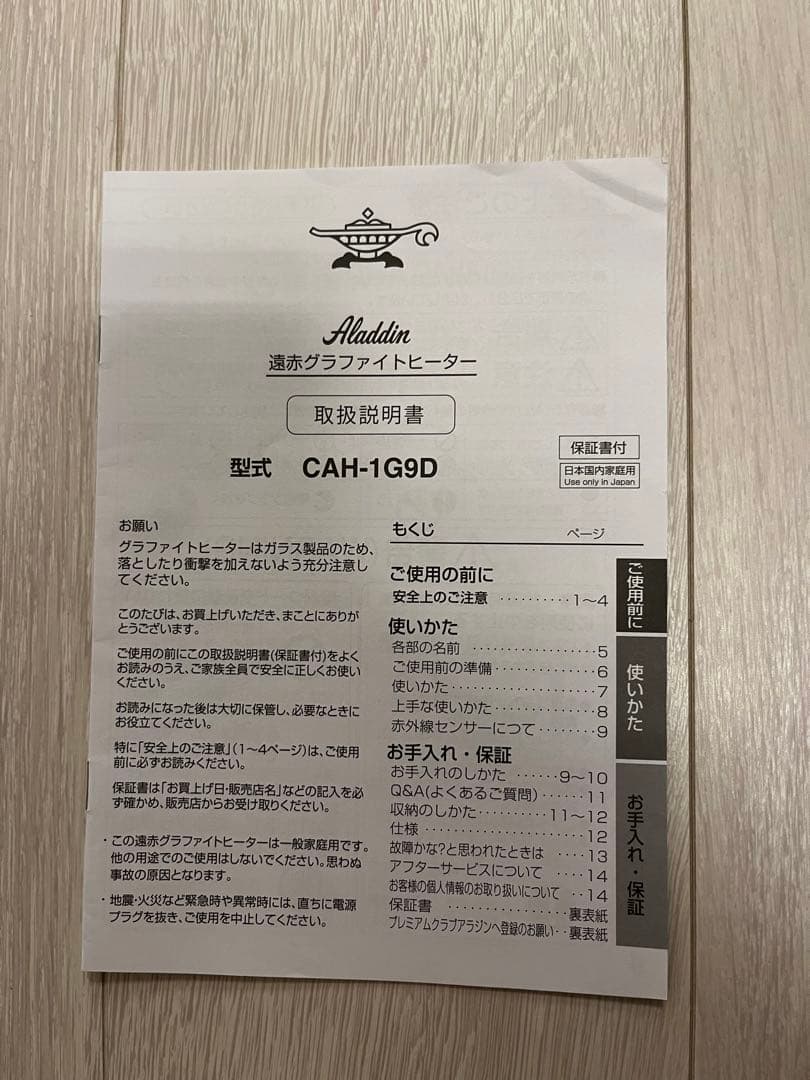 Aladdin
遠赤グラファイトヒーター
取扱説明書
型式 CAH-1G9D
保証書付
日本国内家庭用
Use only in Japan
お願い
グラファイトヒーターはガラス製品のため、
落としたり衝撃を加えないよう充分注意し
てください。
このたびは、お買上げいただき、まことにありが
とうございます。
ご使用の前にこの取扱説明書(保証書付)をよく
お読みのうえ、ご家族全員で安全に正しくお使い
ください。
お読みになった後は大切に保管し、必要なときに
お役立てください。
特に「安全上のご注意」(1〜4ページ)は、ご使用
前に必ずお読みください。
保証書は「お買上げ日・販売店名」などの記入を必
ず確かめ、販売店からお受け取りください。
・この遠赤グラファイトヒーターは一般家庭用です。
他の用途でのご使用はしないでください。思わぬ
事故の原因となります。
・地震・火災など緊急時や異常時には、直ちに電源
プラグを抜き、ご使用を中止してください。
もくじ ページ
ご使用の前に
安全上のご注意 ··········1〜4
使いかた
各部の名前 ················5
ご使用前の準備·············6
使いかた··················7
上手な使いかた·············8
赤外線センサーにつて ·······9
お手入れ・保証
お手入れのしかた ······9〜10
Q&A(よくあるご質問)······11
収納のしかた··········11〜12
仕様 ····················12
故障かな?と思われたときは ····13
アフターサービスについて ····14
お客様の個人情報のお取り扱いについて ··14
保証書 ···············裏表紙
プレミアムクラブアラジンへ登録のお願い··裏表紙
ご使用前に
使いかた
お手入れ・保証